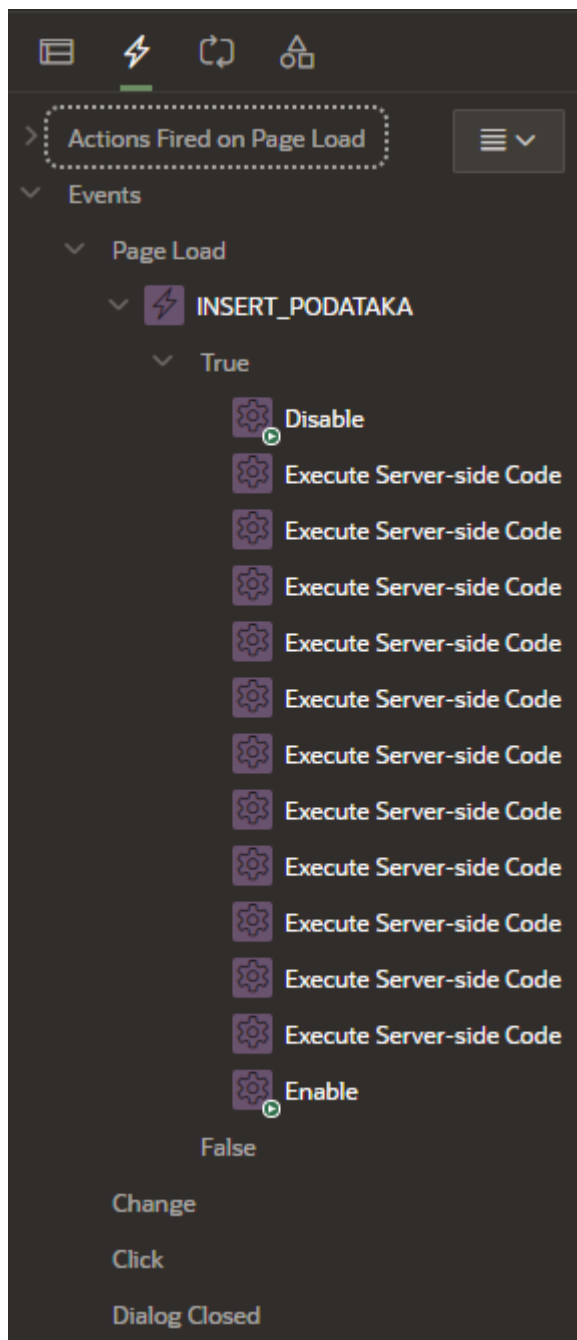 Actions Fired on Page Load
Events
Page Load
INSERT_PODATAKA
True
Disable
Execute Server-side Code
Execute Server-side Code
Execute Server-side Code
Execute Server-side Code
Execute Server-side Code
Execute Server-side Code
Execute Server-side Code
Execute Server-side Code
Execute Server-side Code
Execute Server-side Code
Execute Server-side Code
Enable
False
Change
Click
Dialog Closed